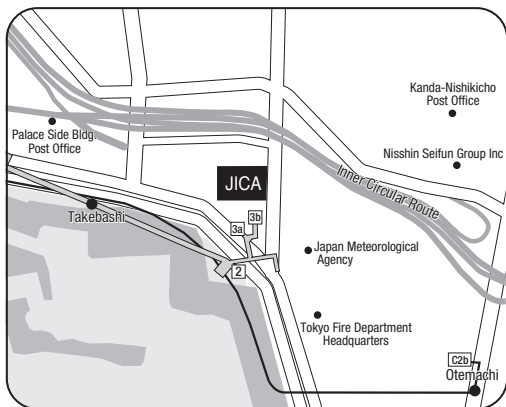 Kanda-Nishikicho
Post Office
Palace Side Bldg.
Post Office
Nisshin Seifun Group Inc
JICA
Inner Circular Route
Takebashi
3b
3a
Japan Meteorological
Agency
2
Tokyo Fire Department
Headquarters
C2b
Otemachi